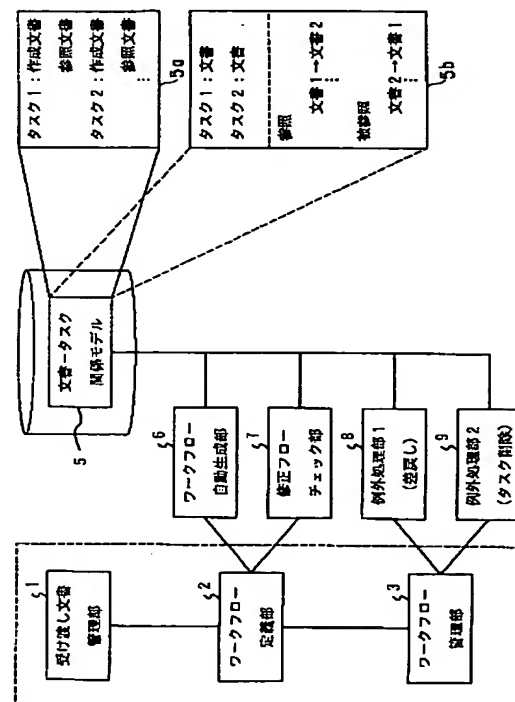 タスク1：作成文書
参照文書
タスク2：作成文書
参照文書
⋮
5a
タスク1：文書
タスク2：文書
参照
文書1→文書2
⋮
被参照
文書2→文書1
⋮
5b
文書－タスク
関係モデル
5
6
ワークフロー
自動生成部
7
修正フロー
チェック部
8
例外処理部1
(差戻し)
9
例外処理部2
(タスク削除)
1
受け渡し文書
管理部
2
ワークフロー
定義部
3
ワークフロー
管理部